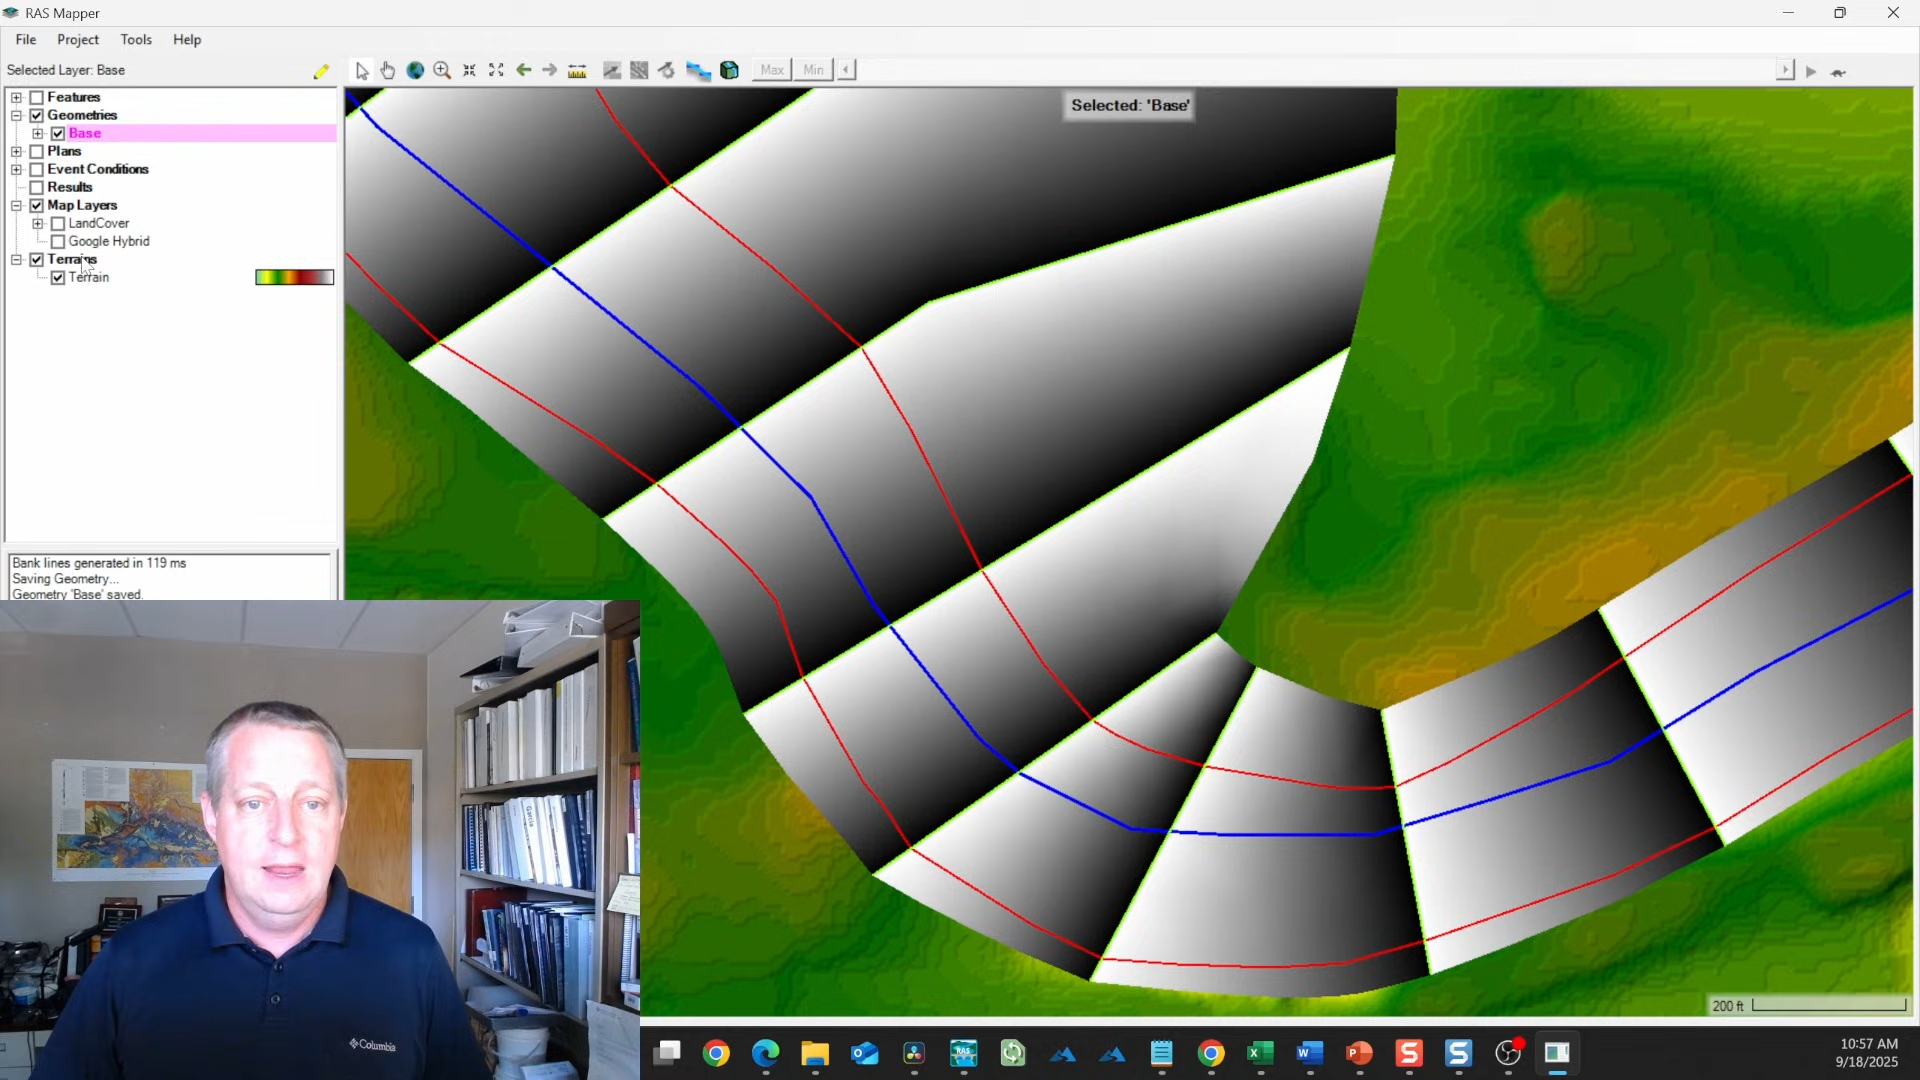 RAS Mapper
File Project Tools Help
Selected Layer: Base
Max Min
Features
Geometries
Base
Plans
Event Conditions
Results
Map Layers
LandCover
Google Hybrid
Terrains
Terrain
Selected: 'Base'
Bank lines generated in 119 ms
Saving Geometry...
Geometry 'Base' saved.
200 ft
Columbia
RAS
10:57 AM
9/18/2025